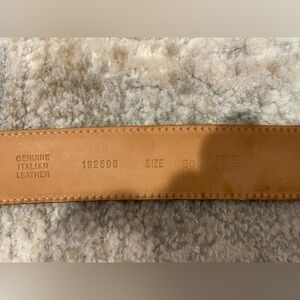 GENUINE
ITALIAN
LEATHER
192698
SIZE 30